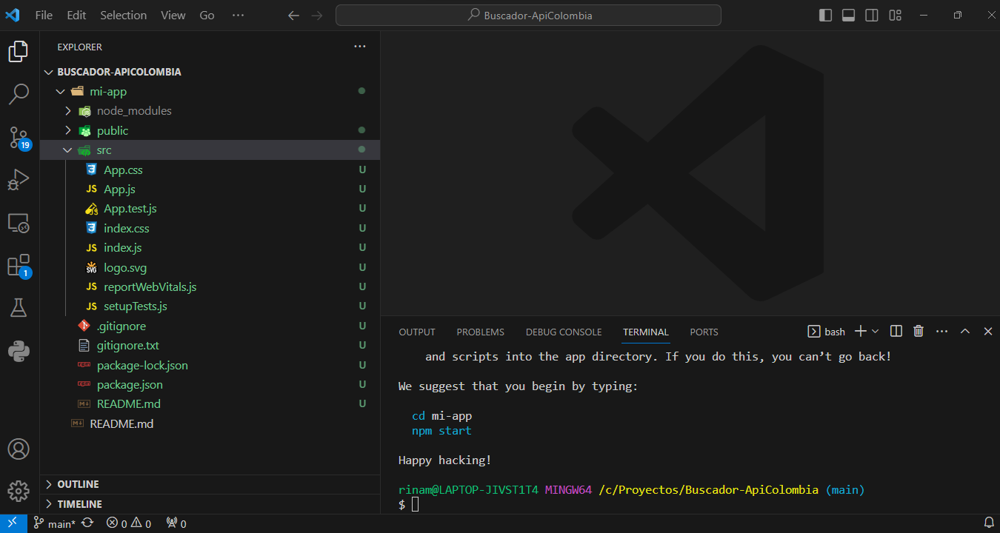 File Edit Selection View Go ··· Buscador-ApiColombia
EXPLORER ···
BUSCADOR-APICOLOMBIA
mi-app
node_modules
public
src
App.css U
JS App.js U
App.test.js U
index.css U
JS index.js U
SVG logo.svg U
JS reportWebVitals.js U
JS setupTests.js U
.gitignore U
gitignore.txt U
package-lock.json U
package.json U
README.md U
README.md
OUTLINE
TIMELINE
19
1
OUTPUT PROBLEMS DEBUG CONSOLE TERMINAL PORTS bash ···
and scripts into the app directory. If you do this, you can’t go back!
We suggest that you begin by typing:
cd mi-app
npm start
Happy hacking!
rinam@LAPTOP-JIVST1T4 MINGW64 /c/Proyectos/Buscador-ApiColombia (main)
$
main* 0 0 0